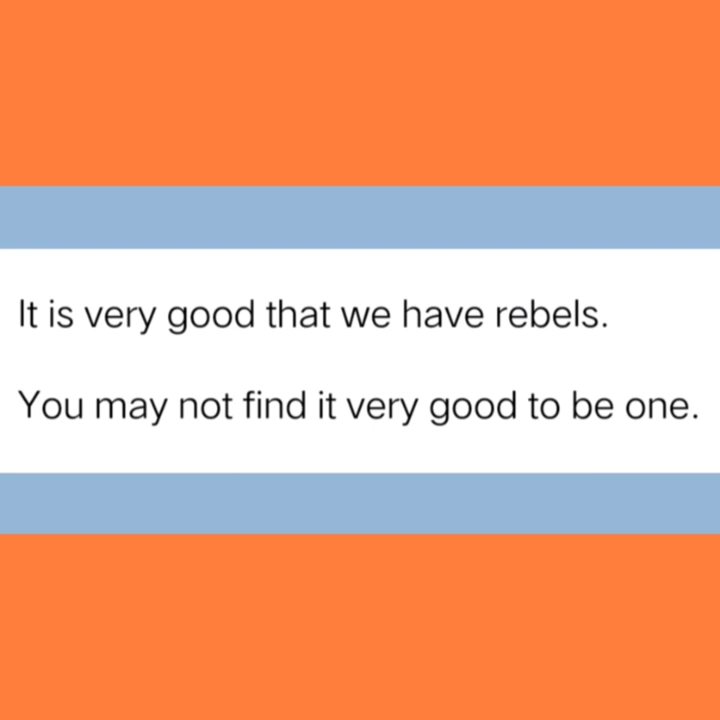 It is very good that we have rebels.
You may not find it very good to be one.